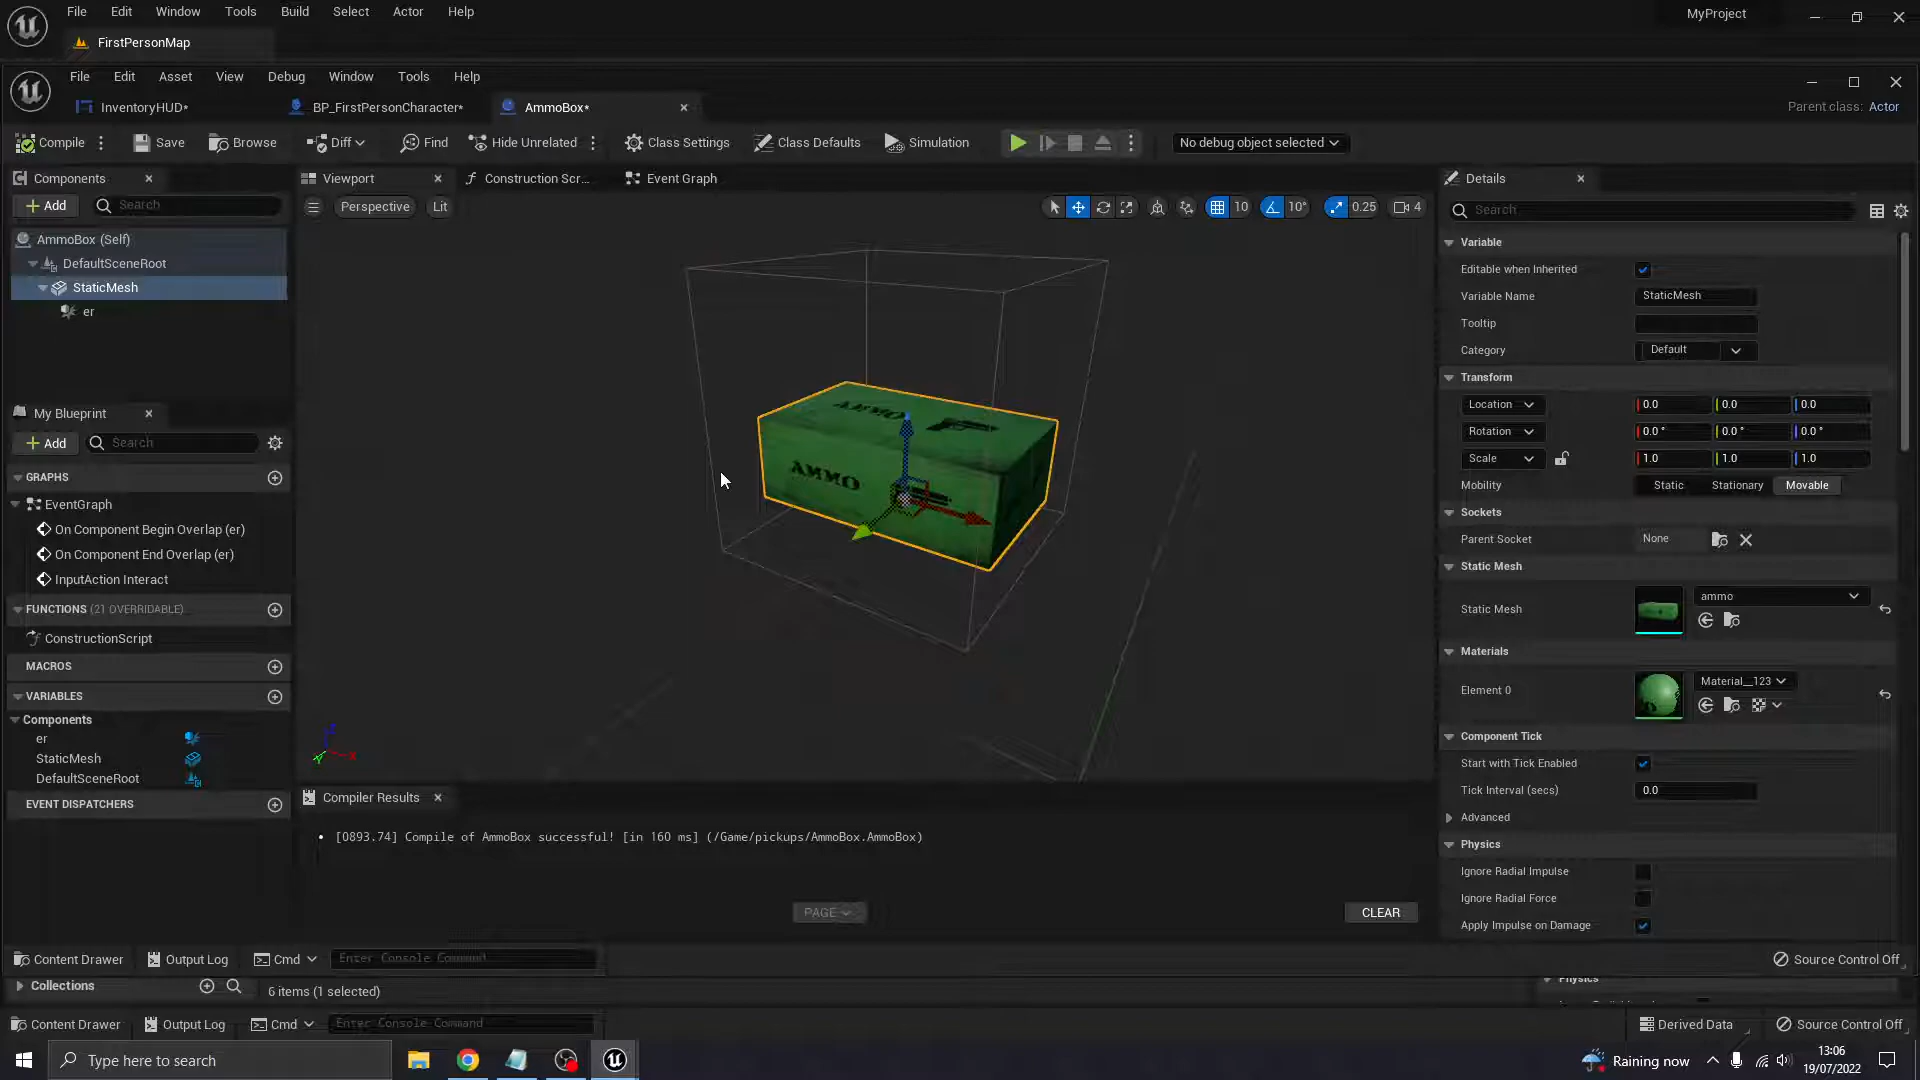 File Edit Window Tools Build Select Actor Help
MyProject
FirstPersonMap
File Edit Asset View Debug Window Tools Help
InventoryHUD* BP_FirstPersonCharacter* AmmoBox*
Parent class: Actor
Compile Save Browse Diff Find Hide Unrelated Class Settings Class Defaults Simulation No debug object selected
Components
Add Search
AmmoBox (Self)
DefaultSceneRoot
StaticMesh
er
My Blueprint
Add Search
GRAPHS
EventGraph
On Component Begin Overlap (er)
On Component End Overlap (er)
InputAction Interact
FUNCTIONS (21 OVERRIDABLE)
ConstructionScript
MACROS
VARIABLES
Components
er
StaticMesh
DefaultSceneRoot
EVENT DISPATCHERS
Viewport Construction Scr... Event Graph
Perspective Lit
10 10° 0.25 4
AMMO
AMMO
Compiler Results
[0893.74] Compile of AmmoBox successful! [in 160 ms] (/Game/pickups/AmmoBox.AmmoBox)
PAGE CLEAR
Details
Search
Variable
Editable when Inherited
Variable Name StaticMesh
Tooltip
Category Default
Transform
Location 0.0 0.0 0.0
Rotation 0.0 ° 0.0 ° 0.0 °
Scale 1.0 1.0 1.0
Mobility Static Stationary Movable
Sockets
Parent Socket None
Static Mesh
Static Mesh ammo
Materials
Element 0 Material__123
Component Tick
Start with Tick Enabled
Tick Interval (secs) 0.0
Advanced
Physics
Ignore Radial Impulse
Ignore Radial Force
Apply Impulse on Damage
Content Drawer Output Log Cmd Enter Console Command Source Control Off
Collections 6 items (1 selected) Physics
Content Drawer Output Log Cmd Enter Console Command Derived Data Source Control Off
Type here to search
Raining now
13:06
19/07/2022